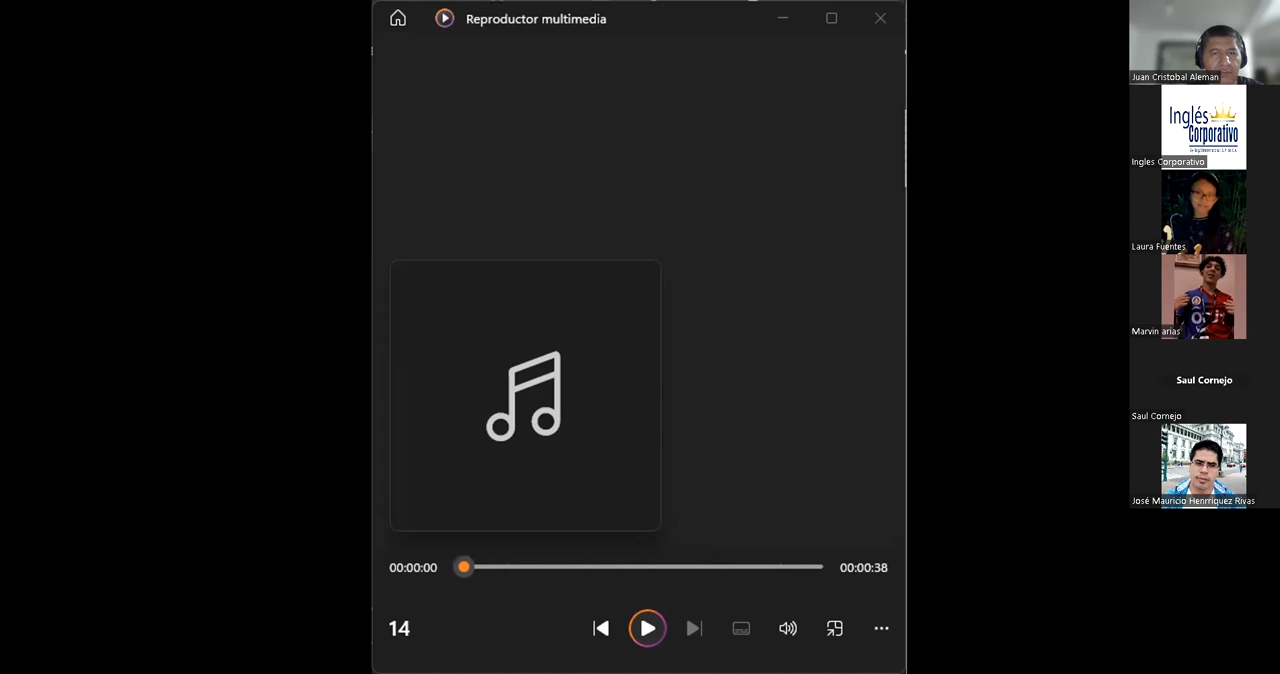 Reproductor multimedia
00:00:00
00:00:38
14
Juan Cristobal Aleman
Inglés
Corporativo
Ingles Corporativo
Laura Fuentes
Marvin arias
Saul Cornejo
Saul Cornejo
José Mauricio Henrriquez Rivas